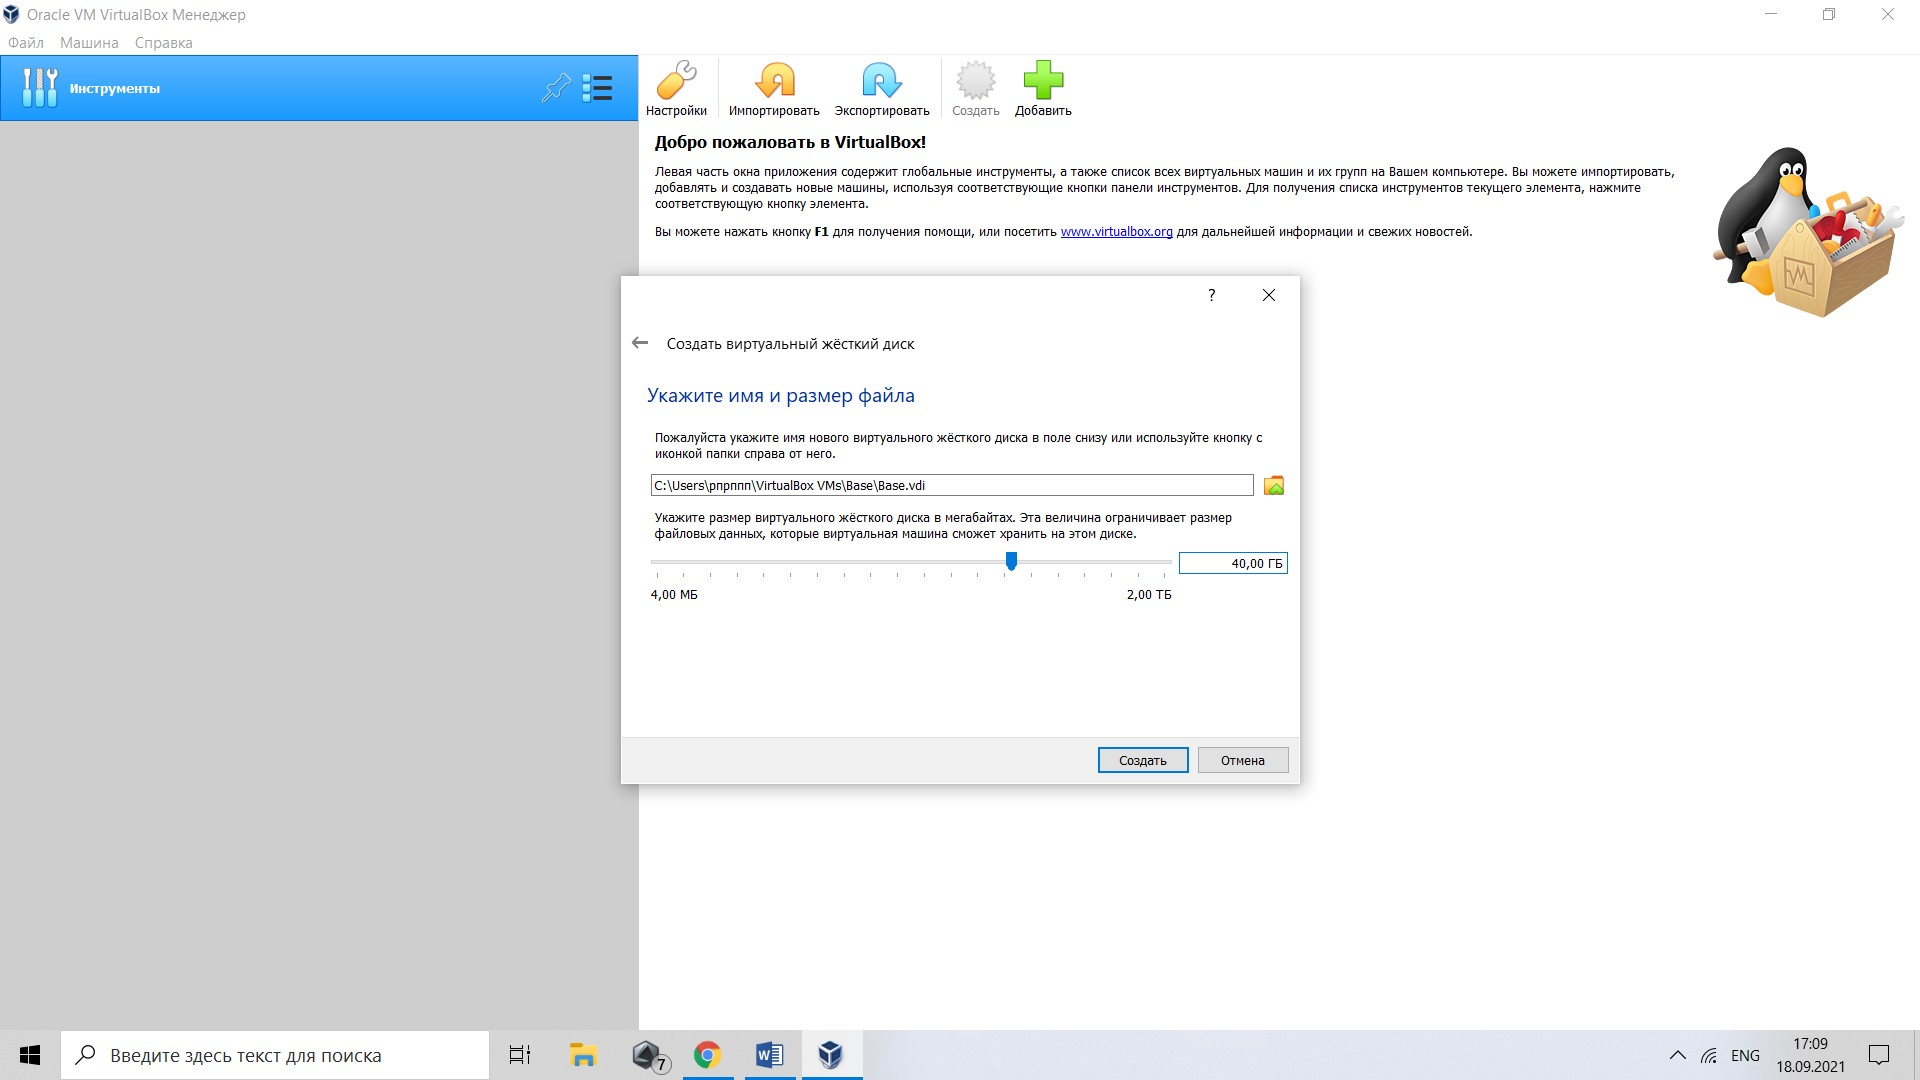 Oracle VM VirtualBox Менеджер
Файл Машина Справка
Инструменты
Настройки Импортировать Экспортировать Создать Добавить
Добро пожаловать в VirtualBox!
Левая часть окна приложения содержит глобальные инструменты, а также список всех виртуальных машин и их групп на Вашем компьютере. Вы можете импортировать,
добавлять и создавать новые машины, используя соответствующие кнопки панели инструментов. Для получения списка инструментов текущего элемента, нажмите
соответствующую кнопку элемента.
Вы можете нажать кнопку F1 для получения помощи, или посетить www.virtualbox.org для дальнейшей информации и свежих новостей.
?
Создать виртуальный жёсткий диск
Укажите имя и размер файла
Пожалуйста укажите имя нового виртуального жёсткого диска в поле снизу или используйте кнопку с
иконкой папки справа от него.
C:\Users\рпрппп\VirtualBox VMs\Base\Base.vdi
Укажите размер виртуального жёсткого диска в мегабайтах. Эта величина ограничивает размер
файловых данных, которые виртуальная машина сможет хранить на этом диске.
40,00 ГБ
4,00 МБ 2,00 ТБ
Создать Отмена
Введите здесь текст для поиска
7
ENG
17:09
18.09.2021